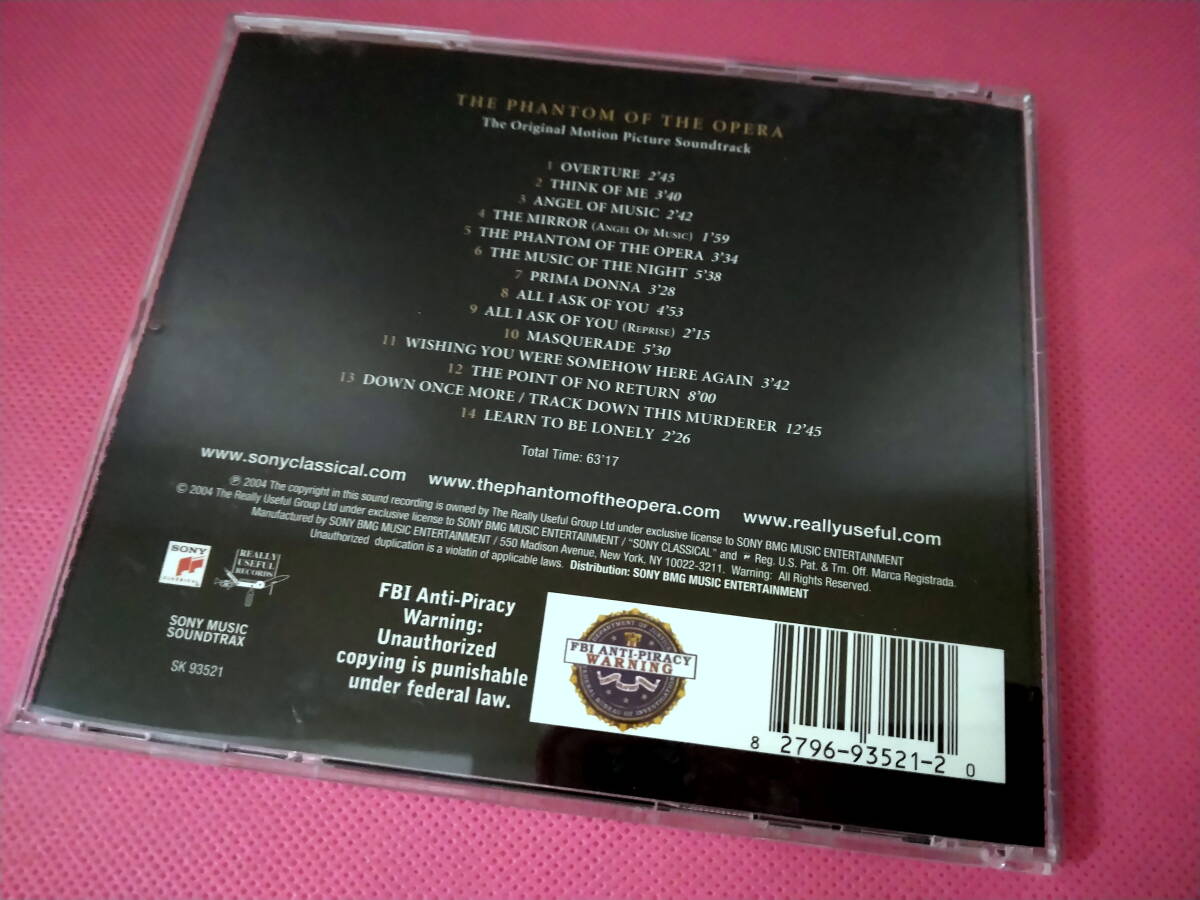 THE PHANTOM OF THE OPERA
The Original Motion Picture Soundtrack
1 OVERTURE 2'45
2 THINK OF ME 3'40
3 ANGEL OF MUSIC 2'42
4 THE MIRROR (ANGEL OF MUSIC) 1'59
5 THE PHANTOM OF THE OPERA 3'34
6 THE MUSIC OF THE NIGHT 5'38
7 PRIMA DONNA 3'28
8 ALL I ASK OF YOU 4'53
9 ALL I ASK OF YOU (REPRISE) 2'15
10 MASQUERADE 5'30
11 WISHING YOU WERE SOMEHOW HERE AGAIN 3'42
12 THE POINT OF NO RETURN 8'00
13 DOWN ONCE MORE / TRACK DOWN THIS MURDERER 12'45
14 LEARN TO BE LONELY 2'26
Total Time: 63'17
www.sonyclassical.com www.thephantomoftheopera.com www.reallyuseful.com
℗ 2004 The copyright in this sound recording is owned by The Really Useful Group Ltd under exclusive license to SONY BMG MUSIC ENTERTAINMENT
© 2004 The Really Useful Group Ltd under exclusive license to SONY BMG MUSIC ENTERTAINMENT / "SONY CLASSICAL" and Reg. U.S. Pat. & Tm. Off. Marca Registrada.
Manufactured by SONY BMG MUSIC ENTERTAINMENT / 550 Madison Avenue, New York, NY 10022-3211. Warning: All Rights Reserved.
Unauthorized duplication is a violatin of applicable laws. Distribution: SONY BMG MUSIC ENTERTAINMENT
SONY
CLASSICAL
REALLY
USEFUL
RECORDS
SONY MUSIC
SOUNDTRAX
SK 93521
FBI Anti-Piracy
Warning:
Unauthorized
copying is punishable
under federal law.
DEPARTMENT OF JUSTICE
FBI ANTI-PIRACY
WARNING
FEDERAL BUREAU OF INVESTIGATION
8 2796-93521-2 0